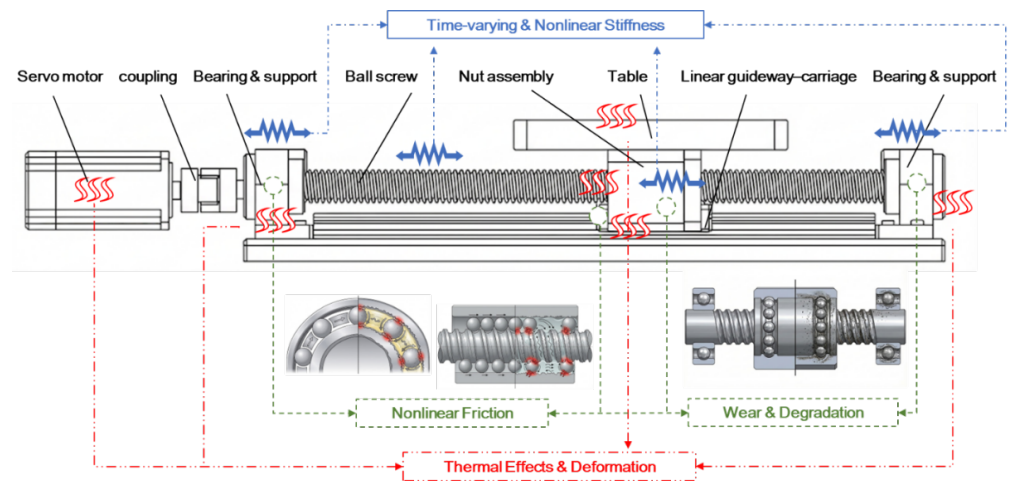 Time-varying & Nonlinear Stiffness
Servo motor coupling Bearing & support Ball screw Nut assembly Table Linear guideway–carriage Bearing & support
Nonlinear Friction
Wear & Degradation
Thermal Effects & Deformation